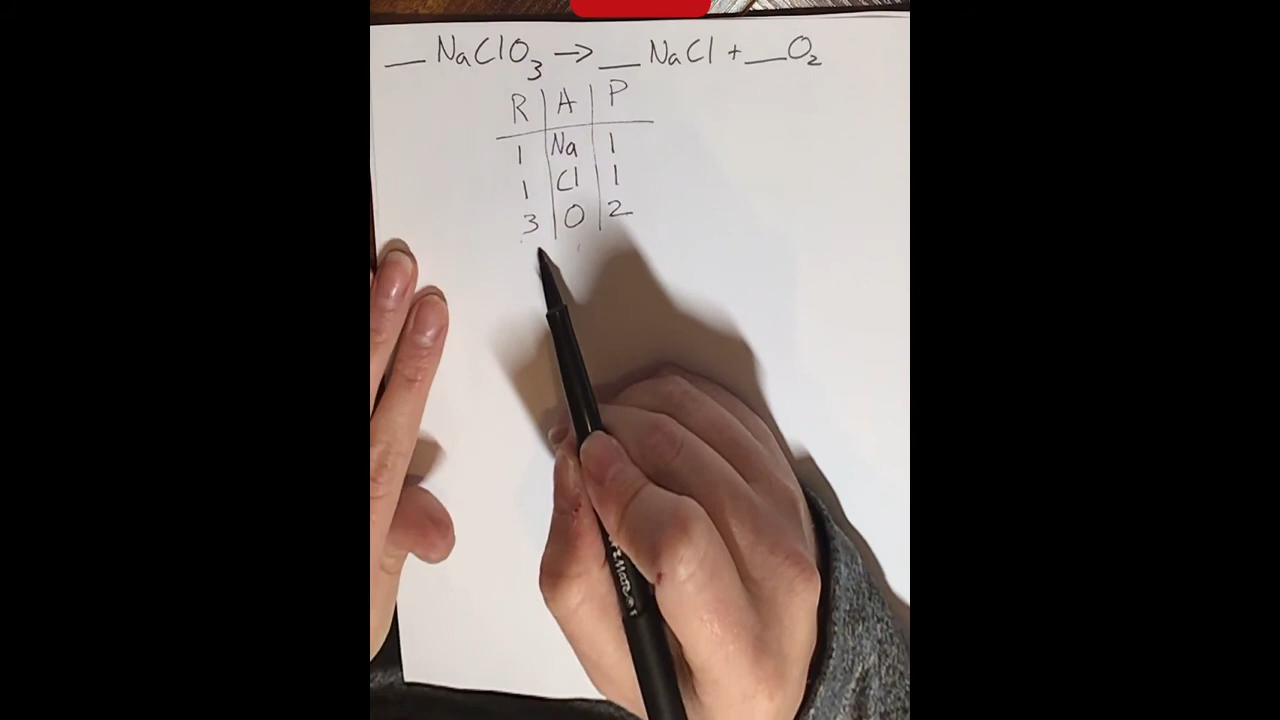 __ NaClO₃ → __ NaCl + __ O₂
R A P
1 Na 1
1 Cl 1
3 O 2